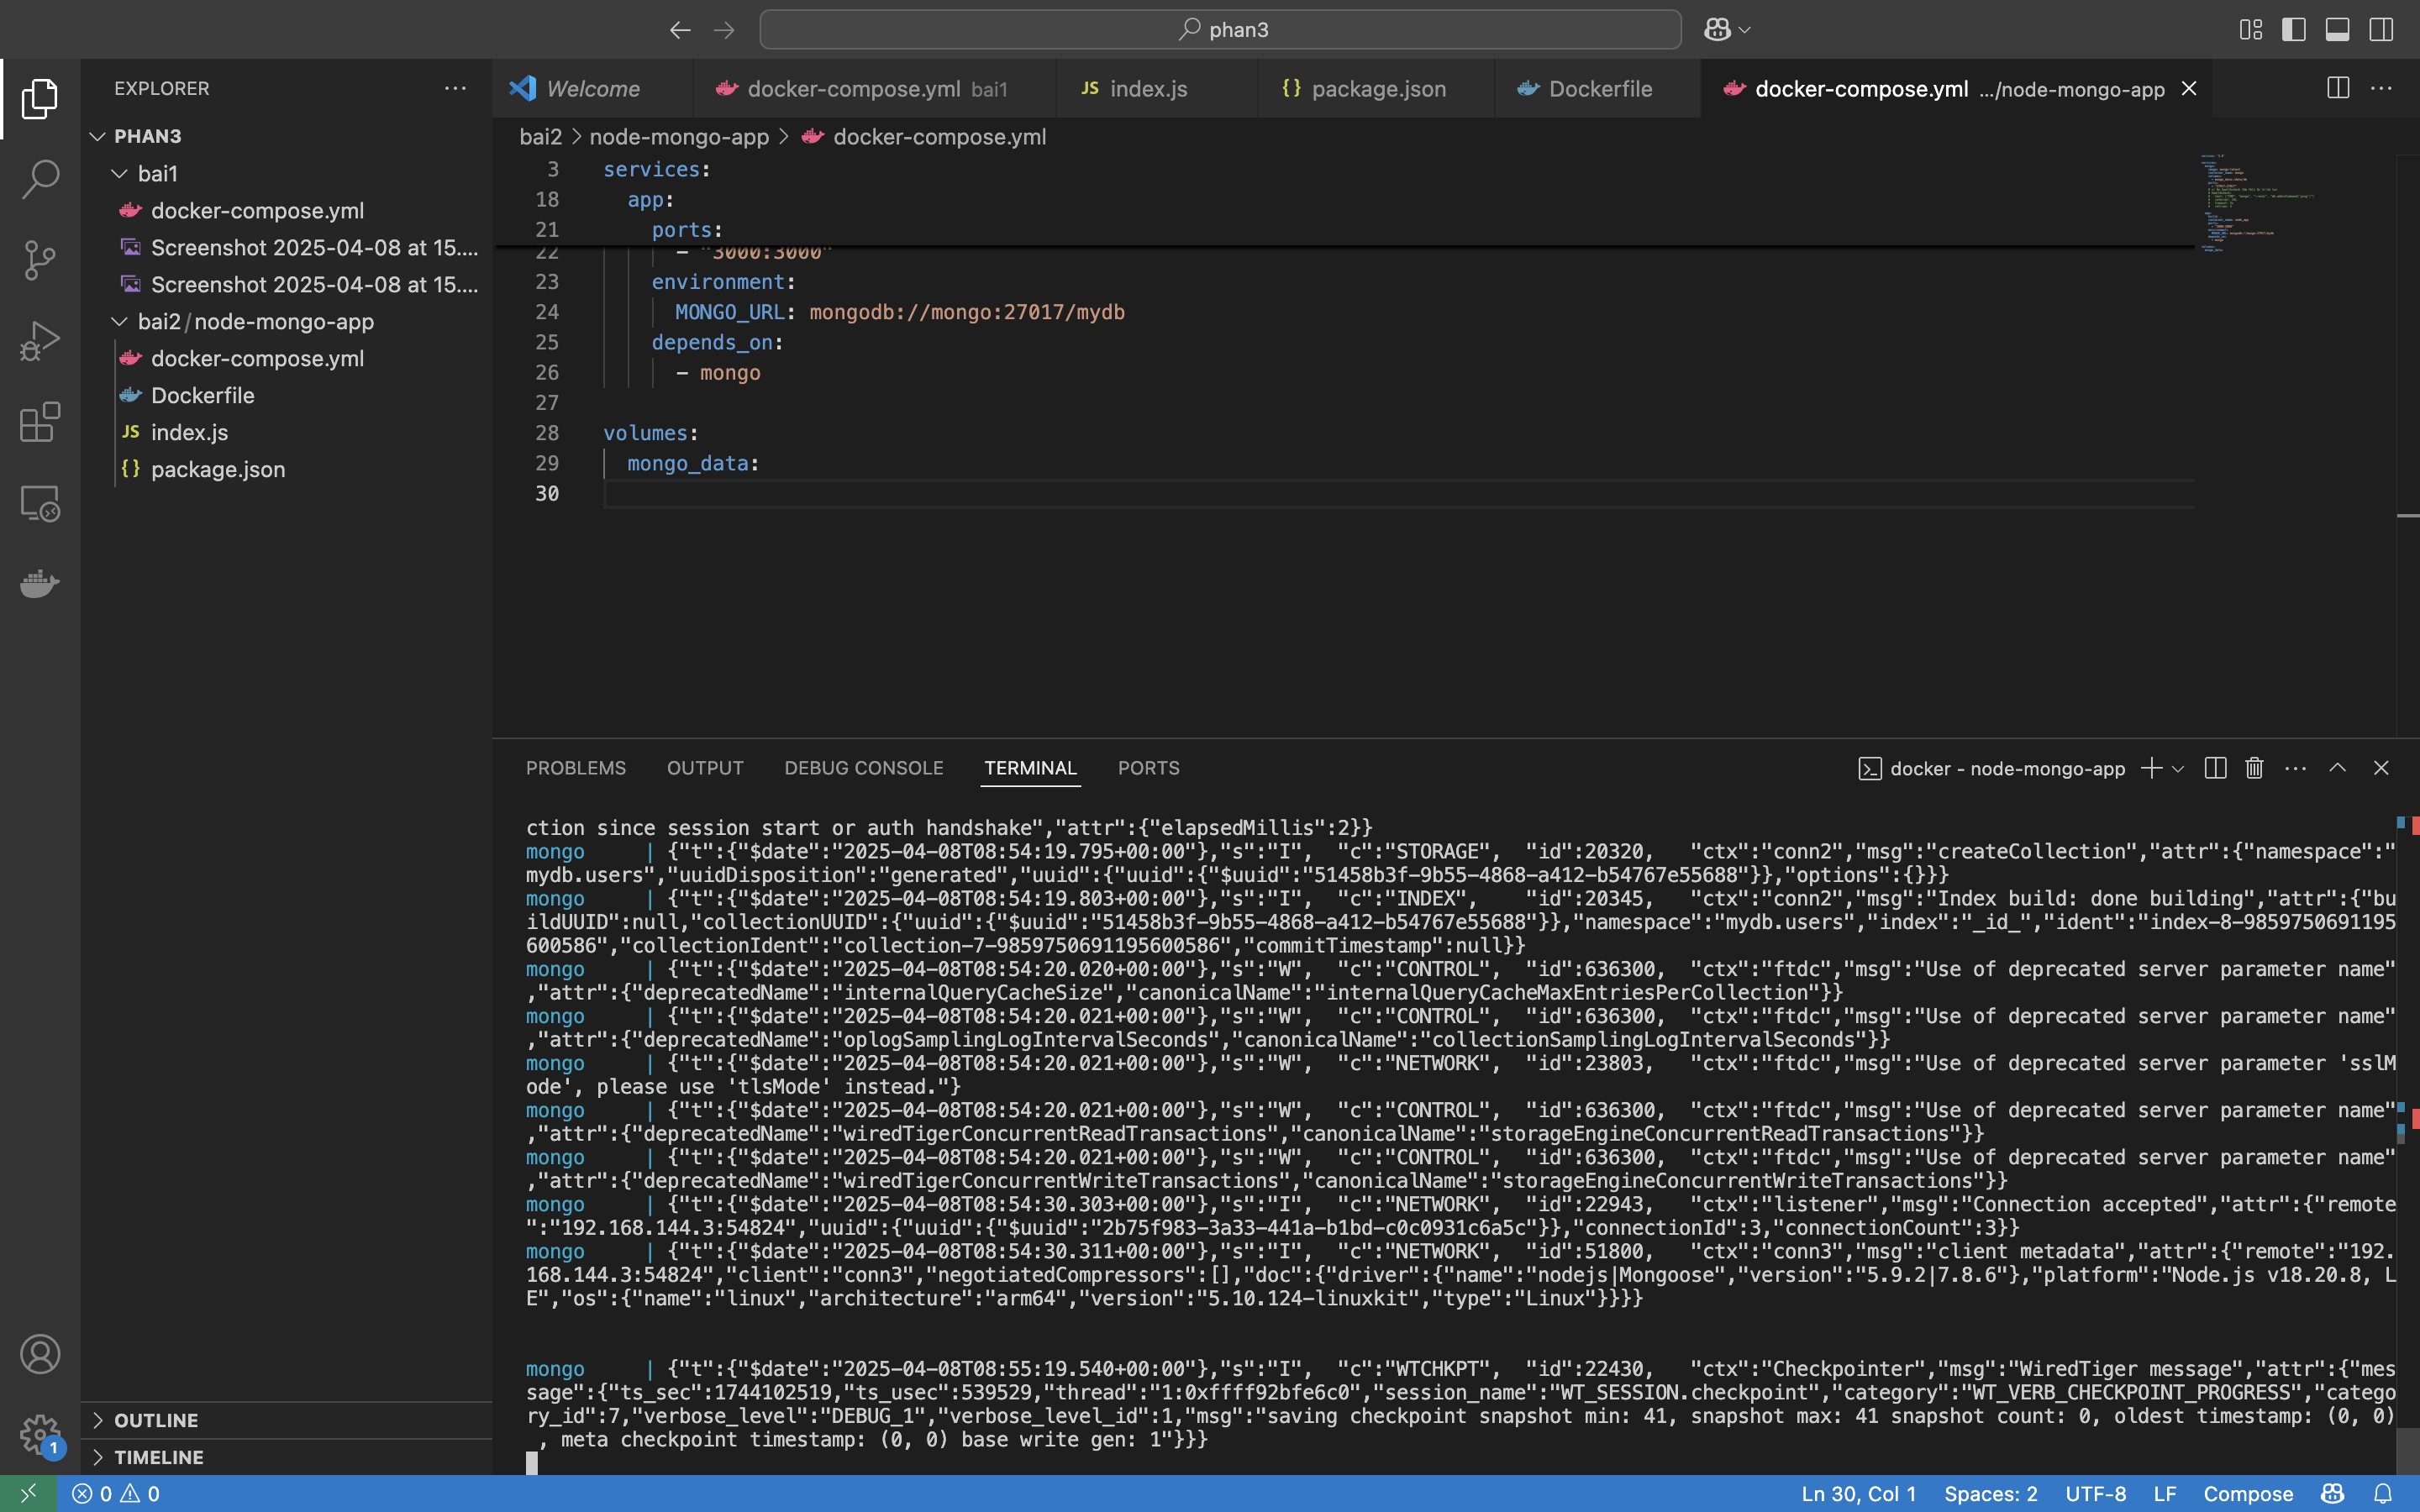 phan3
EXPLORER
PHAN3
bai1
docker-compose.yml
Screenshot 2025-04-08 at 15....
Screenshot 2025-04-08 at 15....
bai2/node-mongo-app
docker-compose.yml
Dockerfile
JS index.js
{} package.json
OUTLINE
TIMELINE
1
Welcome
docker-compose.yml bai1
JS index.js
{} package.json
Dockerfile
docker-compose.yml .../node-mongo-app
bai2 > node-mongo-app > docker-compose.yml
3 services:
18 app:
21 ports:
22 - "3000:3000"
23 environment:
24 MONGO_URL: mongodb://mongo:27017/mydb
25 depends_on:
26 - mongo
27
28 volumes:
29 mongo_data:
30
PROBLEMS OUTPUT DEBUG CONSOLE TERMINAL PORTS
docker - node-mongo-app
ction since session start or auth handshake","attr":{"elapsedMillis":2}}
mongo | {"t":{"$date":"2025-04-08T08:54:19.795+00:00"},"s":"I", "c":"STORAGE", "id":20320, "ctx":"conn2","msg":"createCollection","attr":{"namespace":"
mydb.users","uuidDisposition":"generated","uuid":{"uuid":{"$uuid":"51458b3f-9b55-4868-a412-b54767e55688"}},"options":{}}}
mongo | {"t":{"$date":"2025-04-08T08:54:19.803+00:00"},"s":"I", "c":"INDEX", "id":20345, "ctx":"conn2","msg":"Index build: done building","attr":{"bu
ildUUID":null,"collectionUUID":{"uuid":{"$uuid":"51458b3f-9b55-4868-a412-b54767e55688"}},"namespace":"mydb.users","index":"_id_","ident":"index-8-9859750691195
600586","collectionIdent":"collection-7-9859750691195600586","commitTimestamp":null}}
mongo | {"t":{"$date":"2025-04-08T08:54:20.020+00:00"},"s":"W", "c":"CONTROL", "id":636300, "ctx":"ftdc","msg":"Use of deprecated server parameter name"
,"attr":{"deprecatedName":"internalQueryCacheSize","canonicalName":"internalQueryCacheMaxEntriesPerCollection"}}
mongo | {"t":{"$date":"2025-04-08T08:54:20.021+00:00"},"s":"W", "c":"CONTROL", "id":636300, "ctx":"ftdc","msg":"Use of deprecated server parameter name"
,"attr":{"deprecatedName":"oplogSamplingLogIntervalSeconds","canonicalName":"collectionSamplingLogIntervalSeconds"}}
mongo | {"t":{"$date":"2025-04-08T08:54:20.021+00:00"},"s":"W", "c":"NETWORK", "id":23803, "ctx":"ftdc","msg":"Use of deprecated server parameter 'sslM
ode', please use 'tlsMode' instead."}
mongo | {"t":{"$date":"2025-04-08T08:54:20.021+00:00"},"s":"W", "c":"CONTROL", "id":636300, "ctx":"ftdc","msg":"Use of deprecated server parameter name"
,"attr":{"deprecatedName":"wiredTigerConcurrentReadTransactions","canonicalName":"storageEngineConcurrentReadTransactions"}}
mongo | {"t":{"$date":"2025-04-08T08:54:20.021+00:00"},"s":"W", "c":"CONTROL", "id":636300, "ctx":"ftdc","msg":"Use of deprecated server parameter name"
,"attr":{"deprecatedName":"wiredTigerConcurrentWriteTransactions","canonicalName":"storageEngineConcurrentWriteTransactions"}}
mongo | {"t":{"$date":"2025-04-08T08:54:30.303+00:00"},"s":"I", "c":"NETWORK", "id":22943, "ctx":"listener","msg":"Connection accepted","attr":{"remote
":"192.168.144.3:54824","uuid":{"uuid":{"$uuid":"2b75f983-3a33-441a-b1bd-c0c0931c6a5c"}},"connectionId":3,"connectionCount":3}}
mongo | {"t":{"$date":"2025-04-08T08:54:30.311+00:00"},"s":"I", "c":"NETWORK", "id":51800, "ctx":"conn3","msg":"client metadata","attr":{"remote":"192.
168.144.3:54824","client":"conn3","negotiatedCompressors":[],"doc":{"driver":{"name":"nodejs|Mongoose","version":"5.9.2|7.8.6"},"platform":"Node.js v18.20.8, L
E","os":{"name":"linux","architecture":"arm64","version":"5.10.124-linuxkit","type":"Linux"}}}}
mongo | {"t":{"$date":"2025-04-08T08:55:19.540+00:00"},"s":"I", "c":"WTCHKPT", "id":22430, "ctx":"Checkpointer","msg":"WiredTiger message","attr":{"mes
sage":{"ts_sec":1744102519,"ts_usec":539529,"thread":"1:0xffff92bfe6c0","session_name":"WT_SESSION.checkpoint","category":"WT_VERB_CHECKPOINT_PROGRESS","catego
ry_id":7,"verbose_level":"DEBUG_1","verbose_level_id":1,"msg":"saving checkpoint snapshot min: 41, snapshot max: 41 snapshot count: 0, oldest timestamp: (0, 0)
, meta checkpoint timestamp: (0, 0) base write gen: 1"}}}
0 0
Ln 30, Col 1 Spaces: 2 UTF-8 LF Compose